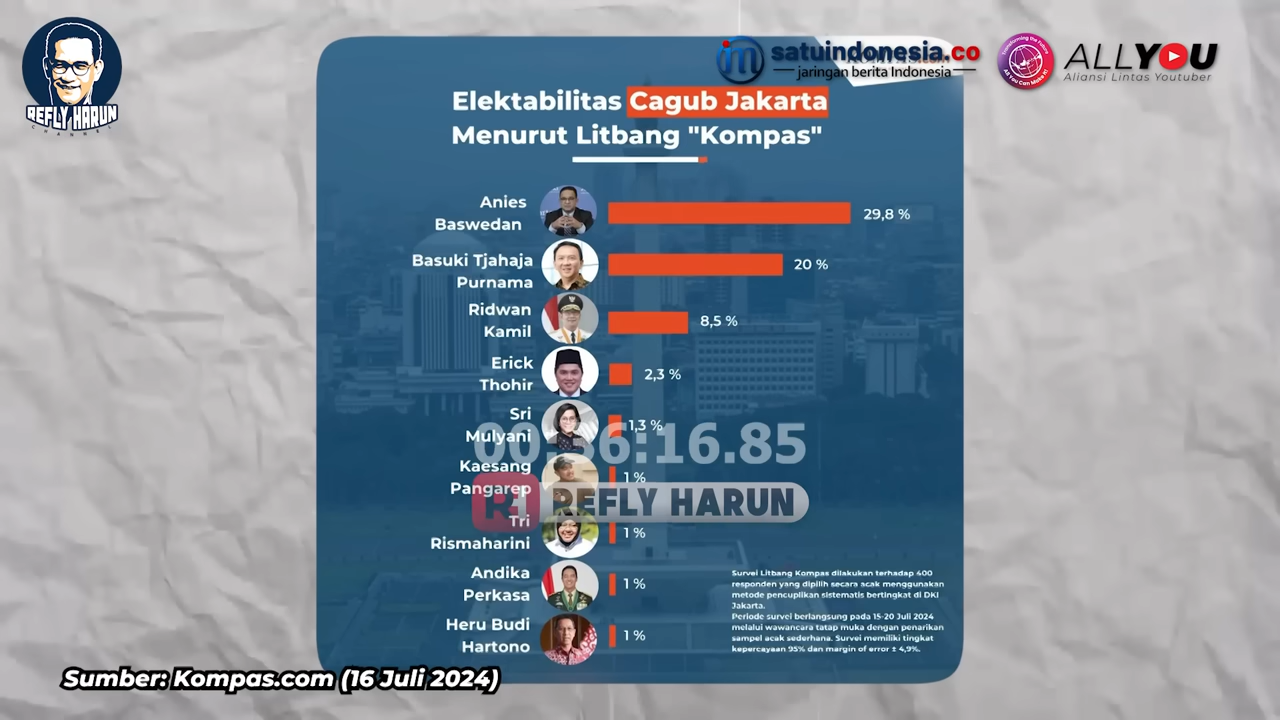 REFLY HARUN
CHANNEL
satuindonesia.co
jaringan berita Indonesia
Transforming the Future
ALLYOU
Aliansi Lintas Youtuber
Elektabilitas Cagub Jakarta
Menurut Litbang "Kompas"
Anies
Baswedan
29,8 %
Basuki Tjahaja
Purnama
20 %
Ridwan
Kamil
8,5 %
Erick
Thohir
2,3 %
Sri
Mulyani
1,3 %
00:36:16.85
Kaesang
Pangarep
1 %
REFLY HARUN
Tri
Rismaharini
1 %
Andika
Perkasa
1 %
Heru Budi
Hartono
1 %
Survei Litbang Kompas dilakukan terhadap 400
responden yang dipilih secara acak menggunakan
metode pencuplikan sistematis bertingkat di DKI
Jakarta.
Periode survei berlangsung pada 15-20 Juli 2024
melalui wawancara tatap muka dengan penarikan
sampel acak sederhana. Survei memiliki tingkat
kepercayaan 95% dan margin of error ± 4,9%.
Sumber: Kompas.com (16 Juli 2024)